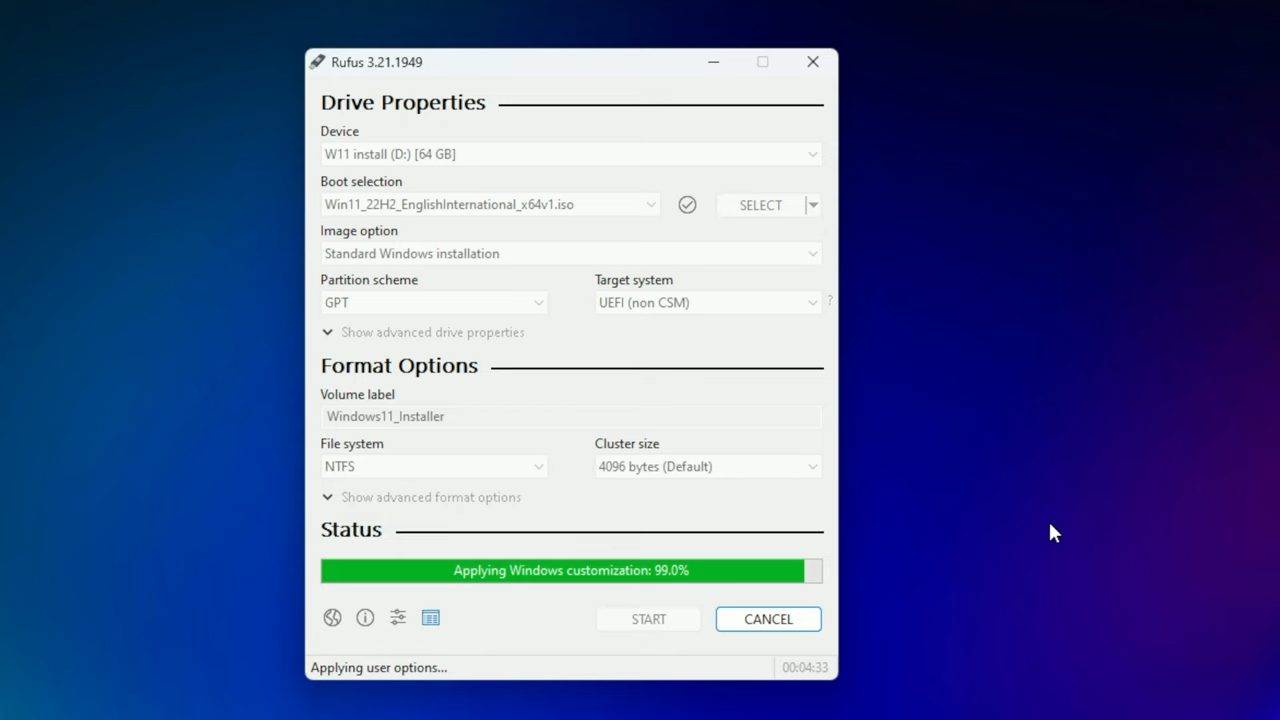 Rufus 3.21.1949
Drive Properties
Device
W11 install (D:) [64 GB]
Boot selection
Win11_22H2_EnglishInternational_x64v1.iso
SELECT
Image option
Standard Windows installation
Partition scheme
Target system
GPT
UEFI (non CSM)
?
Show advanced drive properties
Format Options
Volume label
Windows11_Installer
File system
Cluster size
NTFS
4096 bytes (Default)
Show advanced format options
Status
Applying Windows customization: 99.0%
START
CANCEL
Applying user options...
00:04:33